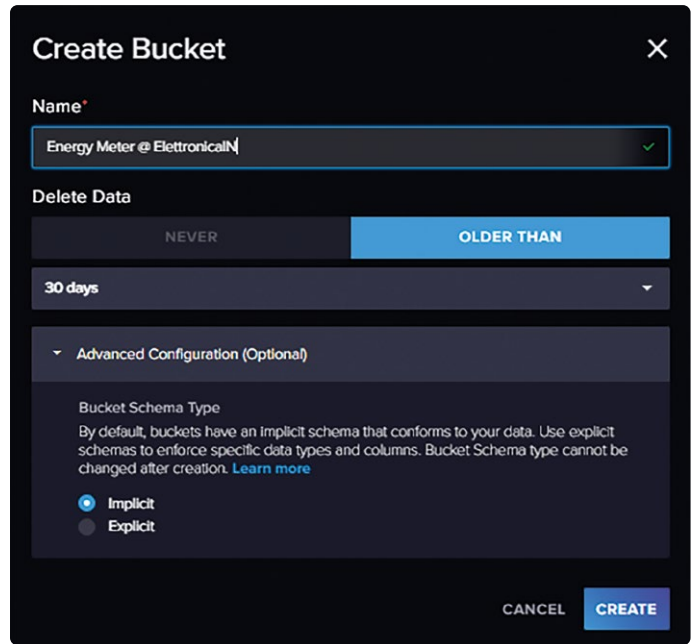 Create Bucket
Name*
Energy Meter @ ElettronicaIN
Delete Data
NEVER
OLDER THAN
30 days
Advanced Configuration (Optional)
Bucket Schema Type
By default, buckets have an implicit schema that conforms to your data. Use explicit
schemas to enforce specific data types and columns. Bucket Schema type cannot be
changed after creation. Learn more
Implicit
Explicit
CANCEL
CREATE